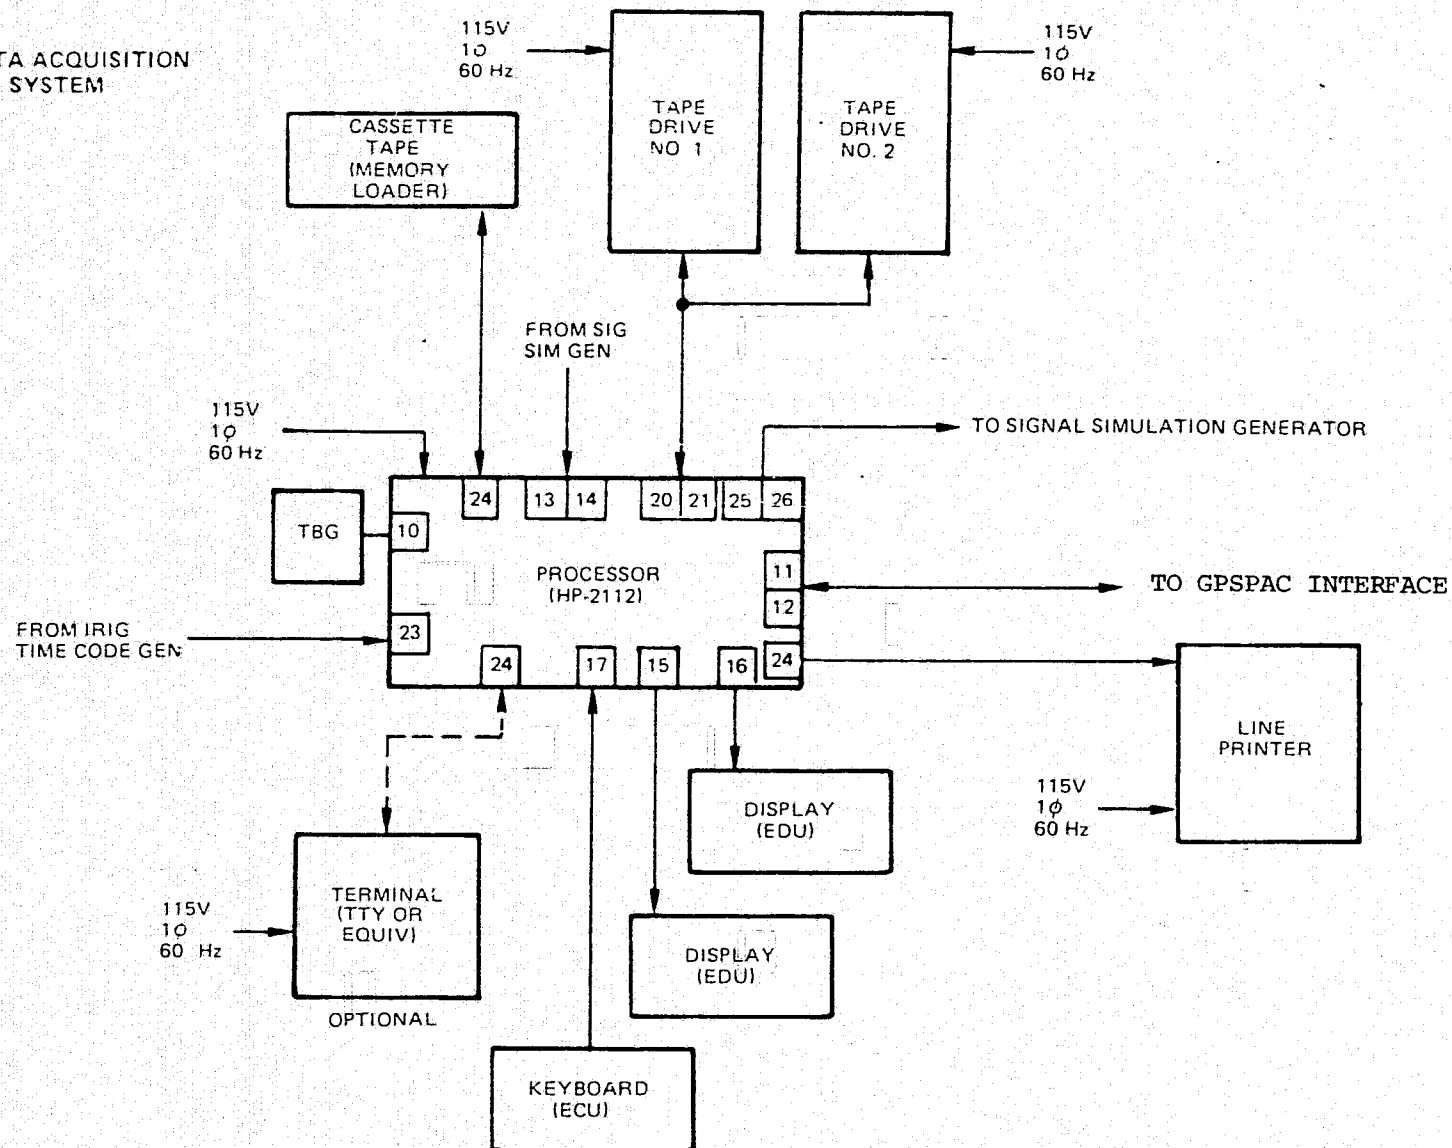 TA ACQUISITION
SYSTEM
115V
1O
60 Hz
TAPE
DRIVE
NO 1
TAPE
DRIVE
NO. 2
115V
1ϕ
60 Hz
CASSETTE
TAPE
(MEMORY
LOADER)
FROM SIG
SIM GEN
115V
1ϕ
60 Hz
TO SIGNAL SIMULATION GENERATOR
24
13
14
20
21
25
26
TBG
10
PROCESSOR
(HP-2112)
11
12
TO GPSPAC INTERFACE
FROM IRIG
TIME CODE GEN
23
24
17
15
16
24
LINE
PRINTER
115V
1ϕ
60 Hz
DISPLAY
(EDU)
TERMINAL
(TTY OR
EQUIV)
115V
1ϕ
60 Hz
OPTIONAL
DISPLAY
(EDU)
KEYBOARD
(ECU)